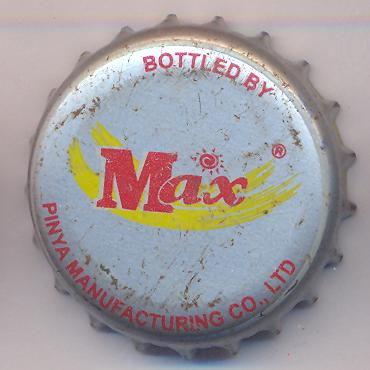 BOTTLED BY
Max ®
PINYA MANUFACTURING CO., LTD